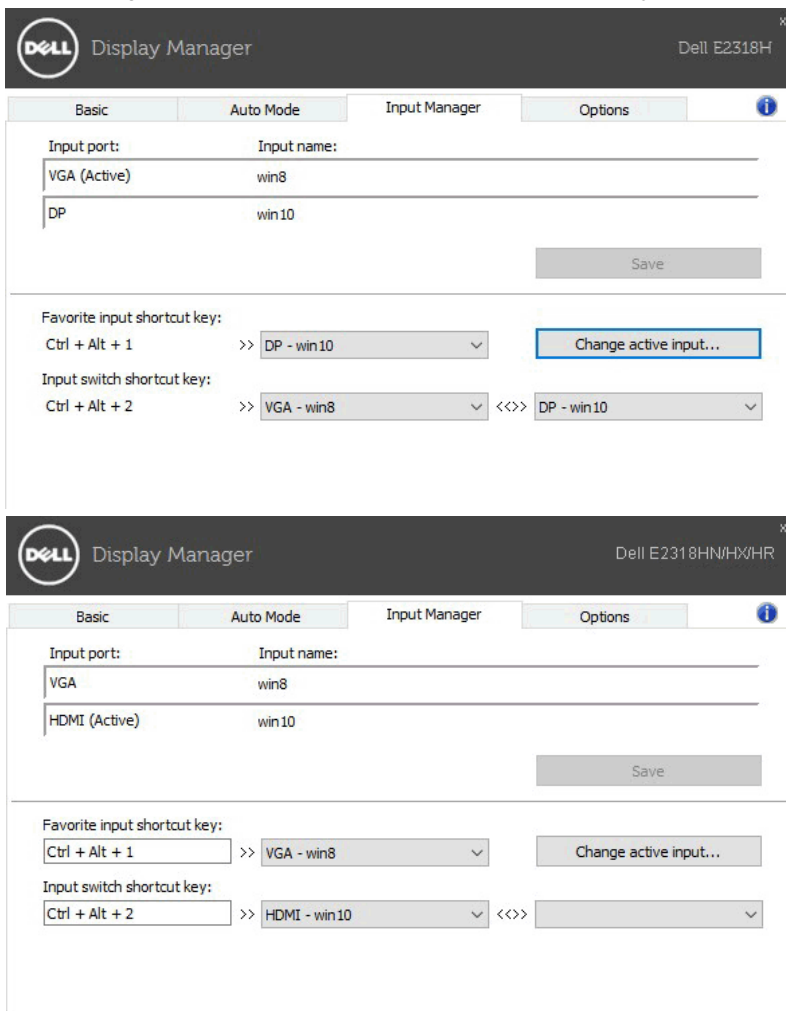 DELL Display Manager Dell E2318H
x
Basic Auto Mode Input Manager Options i
Input port: Input name:
VGA (Active) win8
DP win10
Save
Favorite input shortcut key:
Ctrl + Alt + 1 >> DP - win10 Change active input...
Input switch shortcut key:
Ctrl + Alt + 2 >> VGA - win8 <<>> DP - win10
x
DELL Display Manager Dell E2318HN/HX/HR
Basic Auto Mode Input Manager Options i
Input port: Input name:
VGA win8
HDMI (Active) win10
Save
Favorite input shortcut key:
Ctrl + Alt + 1 >> VGA - win8 Change active input...
Input switch shortcut key:
Ctrl + Alt + 2 >> HDMI - win10 <<>>